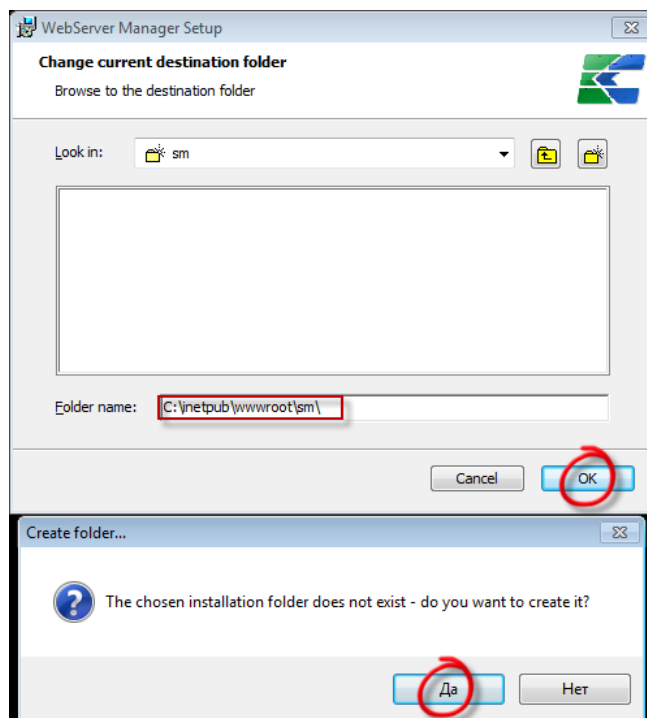 WebServer Manager Setup
Change current destination folder
Browse to the destination folder
Look in: sm
Folder name: C:\inetpub\wwwroot\sm\
Cancel OK
Create folder...
The chosen installation folder does not exist - do you want to create it?
Да Нет